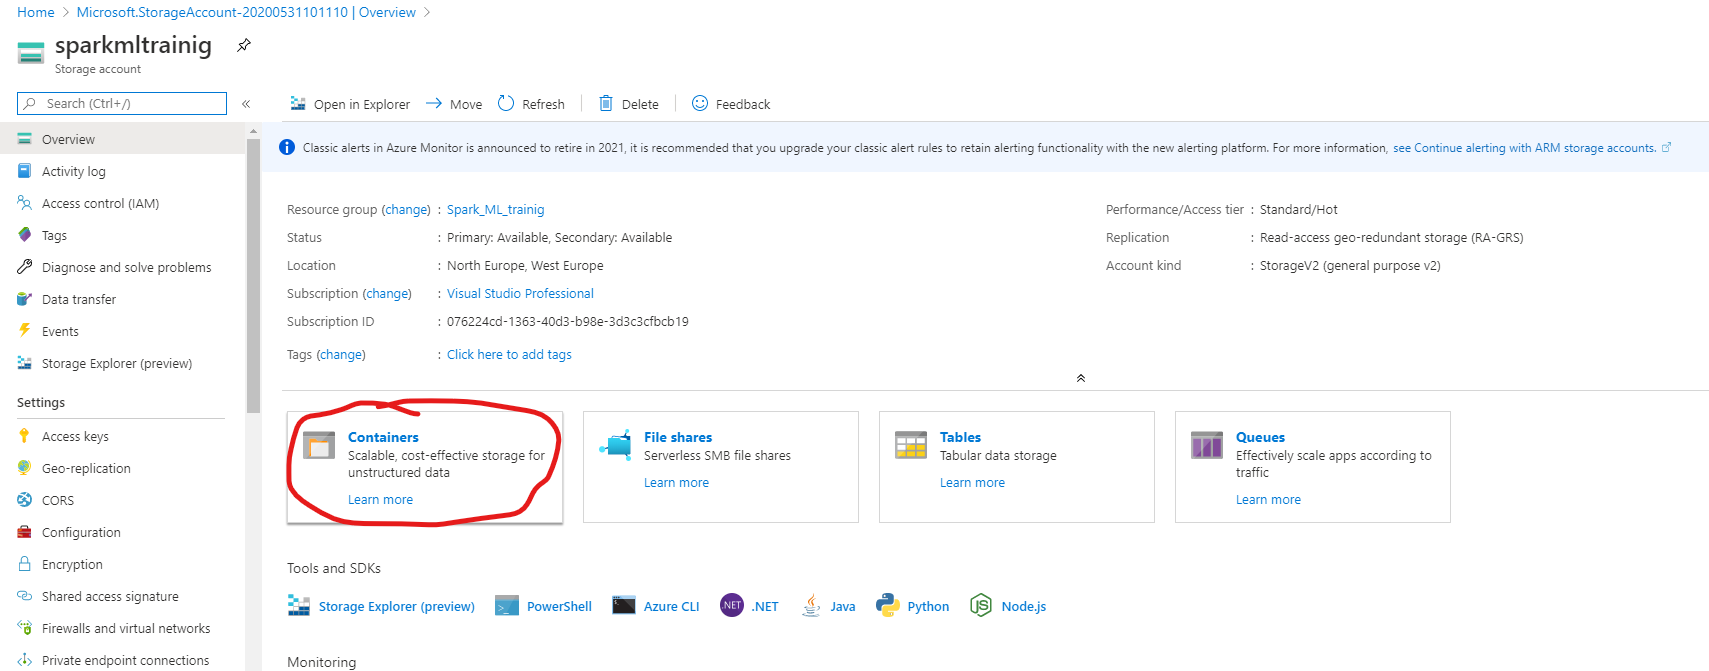 Home > Microsoft.StorageAccount-20200531101110 | Overview >
sparkmltrainig
Storage account
Search (Ctrl+/) «
Overview
Activity log
Access control (IAM)
Tags
Diagnose and solve problems
Data transfer
Events
Storage Explorer (preview)
Settings
Access keys
Geo-replication
CORS
Configuration
Encryption
Shared access signature
Firewalls and virtual networks
Private endpoint connections
Open in Explorer Move Refresh Delete Feedback
Classic alerts in Azure Monitor is announced to retire in 2021, it is recommended that you upgrade your classic alert rules to retain alerting functionality with the new alerting platform. For more information, see Continue alerting with ARM storage accounts.
Resource group (change) : Spark_ML_trainig
Status : Primary: Available, Secondary: Available
Location : North Europe, West Europe
Subscription (change) : Visual Studio Professional
Subscription ID : 076224cd-1363-40d3-b98e-3d3c3cfbcb19
Tags (change) : Click here to add tags
Performance/Access tier : Standard/Hot
Replication : Read-access geo-redundant storage (RA-GRS)
Account kind : StorageV2 (general purpose v2)
Containers
Scalable, cost-effective storage for
unstructured data
Learn more
File shares
Serverless SMB file shares
Learn more
Tables
Tabular data storage
Learn more
Queues
Effectively scale apps according to
traffic
Learn more
Tools and SDKs
Storage Explorer (preview) PowerShell Azure CLI NET .NET Java Python JS Node.js
Monitoring